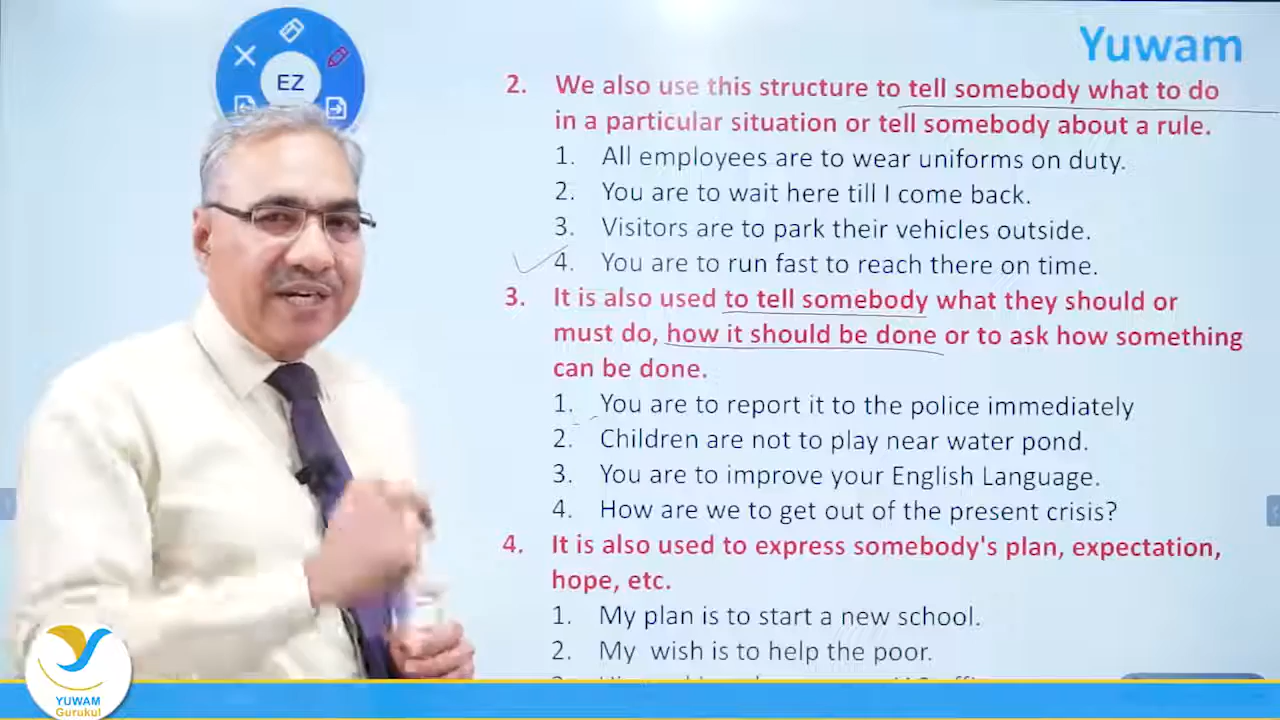 Yuwam
EZ
2. We also use this structure to tell somebody what to do
in a particular situation or tell somebody about a rule.
1. All employees are to wear uniforms on duty.
2. You are to wait here till I come back.
3. Visitors are to park their vehicles outside.
4. You are to run fast to reach there on time.
3. It is also used to tell somebody what they should or
must do, how it should be done or to ask how something
can be done.
1. You are to report it to the police immediately
2. Children are not to play near water pond.
3. You are to improve your English Language.
4. How are we to get out of the present crisis?
4. It is also used to express somebody's plan, expectation,
hope, etc.
1. My plan is to start a new school.
2. My wish is to help the poor.
YUWAM
Gurukul